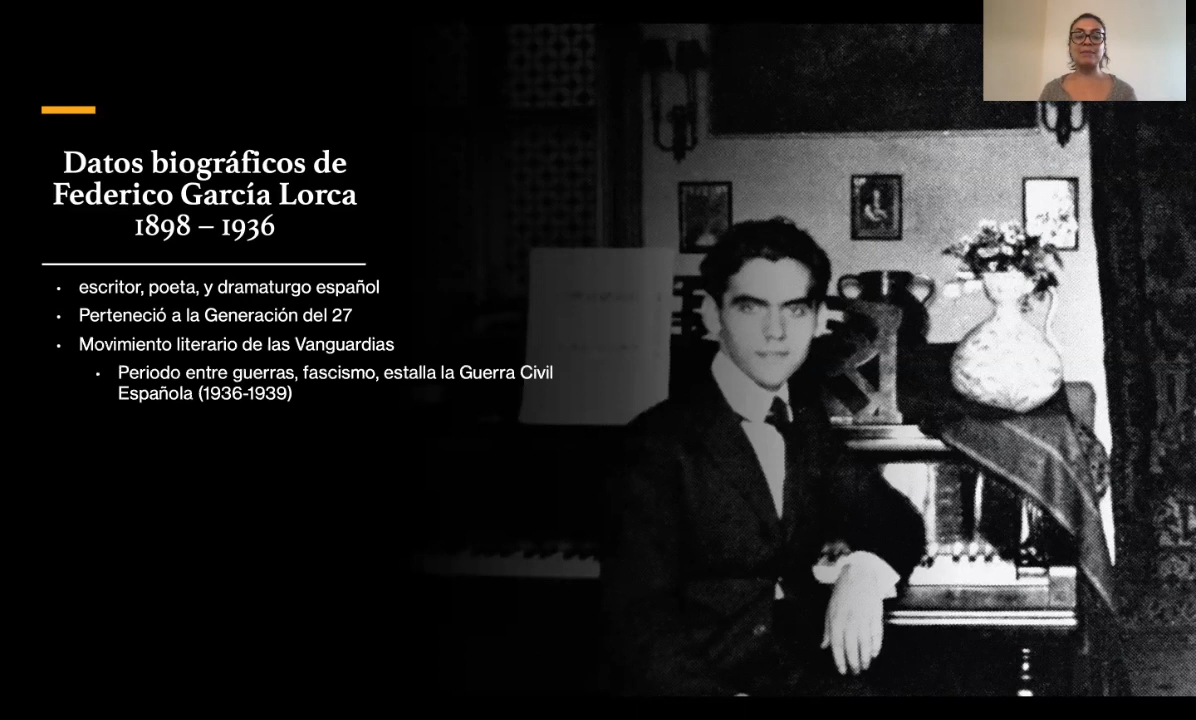 Datos biográficos de
Federico García Lorca
1898 – 1936
• escritor, poeta, y dramaturgo español
• Perteneció a la Generación del 27
• Movimiento literario de las Vanguardias
• Periodo entre guerras, fascismo, estalla la Guerra Civil
Española (1936-1939)